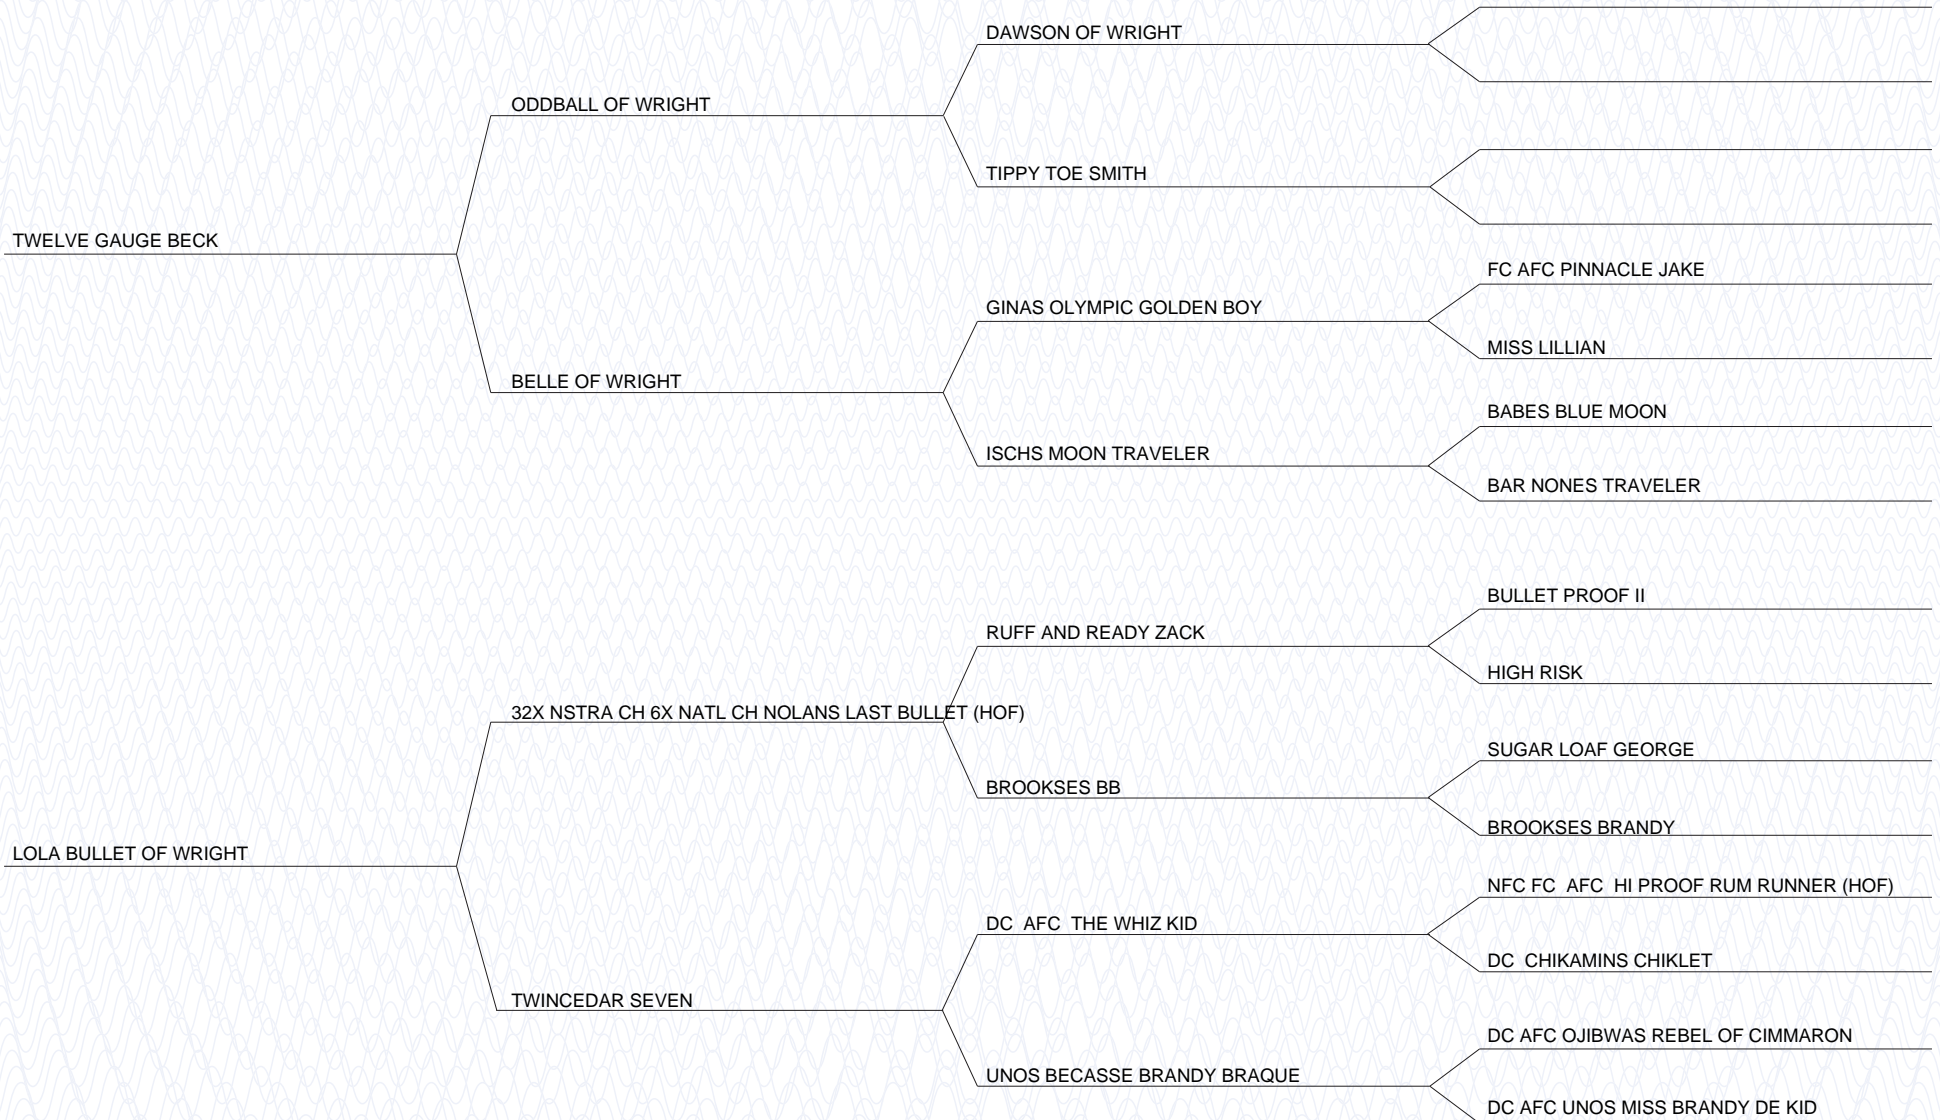 DAWSON OF WRIGHT
ODDBALL OF WRIGHT
TIPPY TOE SMITH
TWELVE GAUGE BECK
FC AFC PINNACLE JAKE
GINAS OLYMPIC GOLDEN BOY
MISS LILLIAN
BELLE OF WRIGHT
BABES BLUE MOON
ISCHS MOON TRAVELER
BAR NONES TRAVELER
BULLET PROOF II
RUFF AND READY ZACK
HIGH RISK
32X NSTRA CH 6X NATL CH NOLANS LAST BULLET (HOF)
SUGAR LOAF GEORGE
BROOKSES BB
BROOKSES BRANDY
LOLA BULLET OF WRIGHT
NFC FC  AFC  HI PROOF RUM RUNNER (HOF)
DC  AFC  THE WHIZ KID
DC  CHIKAMINS CHIKLET
TWINCEDAR SEVEN
DC AFC OJIBWAS REBEL OF CIMMARON
UNOS BECASSE BRANDY BRAQUE
DC AFC UNOS MISS BRANDY DE KID